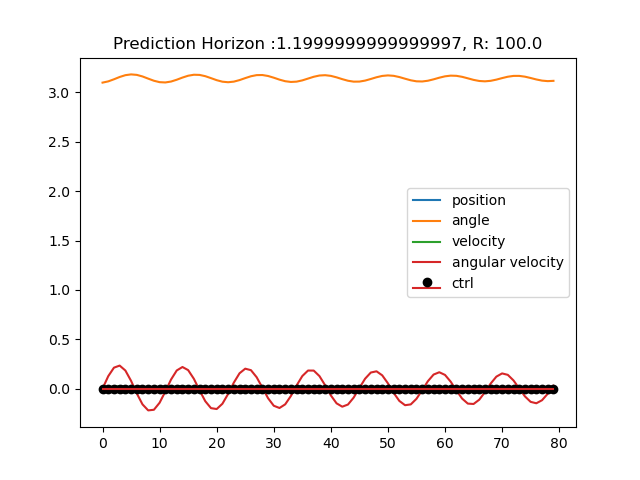 Prediction Horizon :1.1999999999999997, R: 100.0
3.0
2.5
2.0
1.5
1.0
0.5
0.0
position
angle
velocity
angular velocity
ctrl
0 10 20 30 40 50 60 70 80